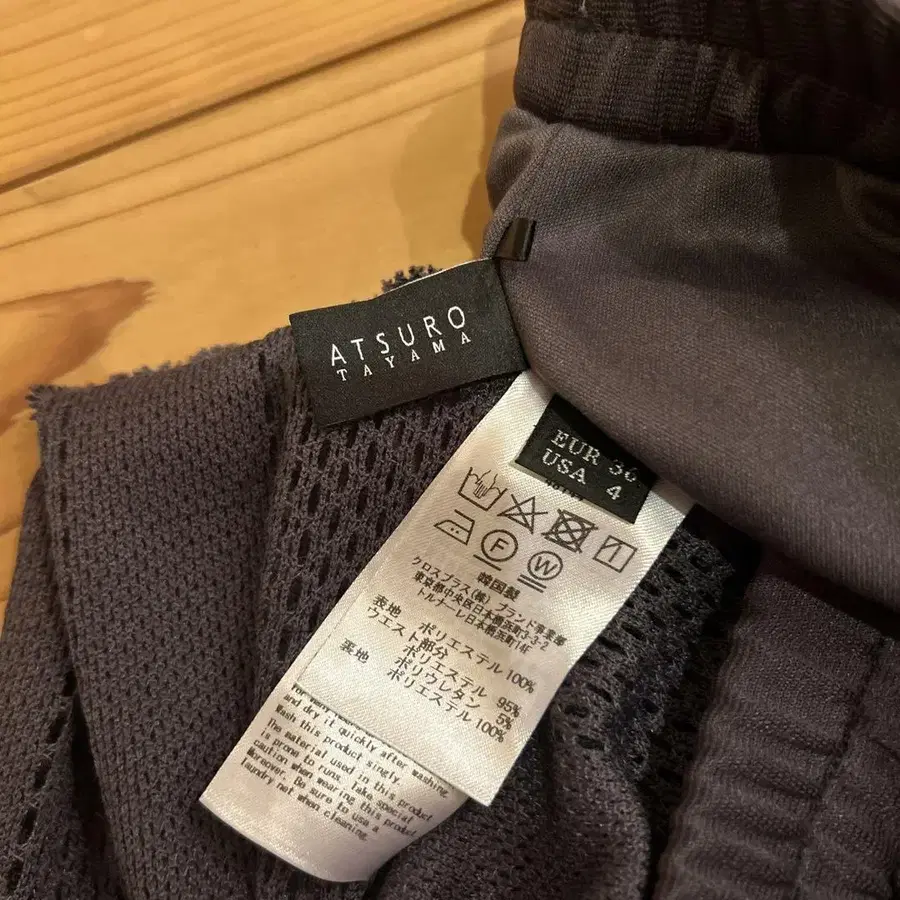 ATSURO
TAYAMA
EUR 36
USA 4
F
W
韓国製
クロスプラス(株) ブランド事業部
東京都中央区日本橋浜町3-3-2
トルナーレ日本橋浜町14F
表地 ポリエステル 100%
ウエスト部分
ポリエステル 95%
ポリウレタン 5%
裏地 ポリエステル 100%
and dry it quickly after washing.
Wash this product singly
The material used in this product
is prone to runs. Take special
caution when wearing this product.
Moreover, Be sure to use a
laundry net when cleaning.